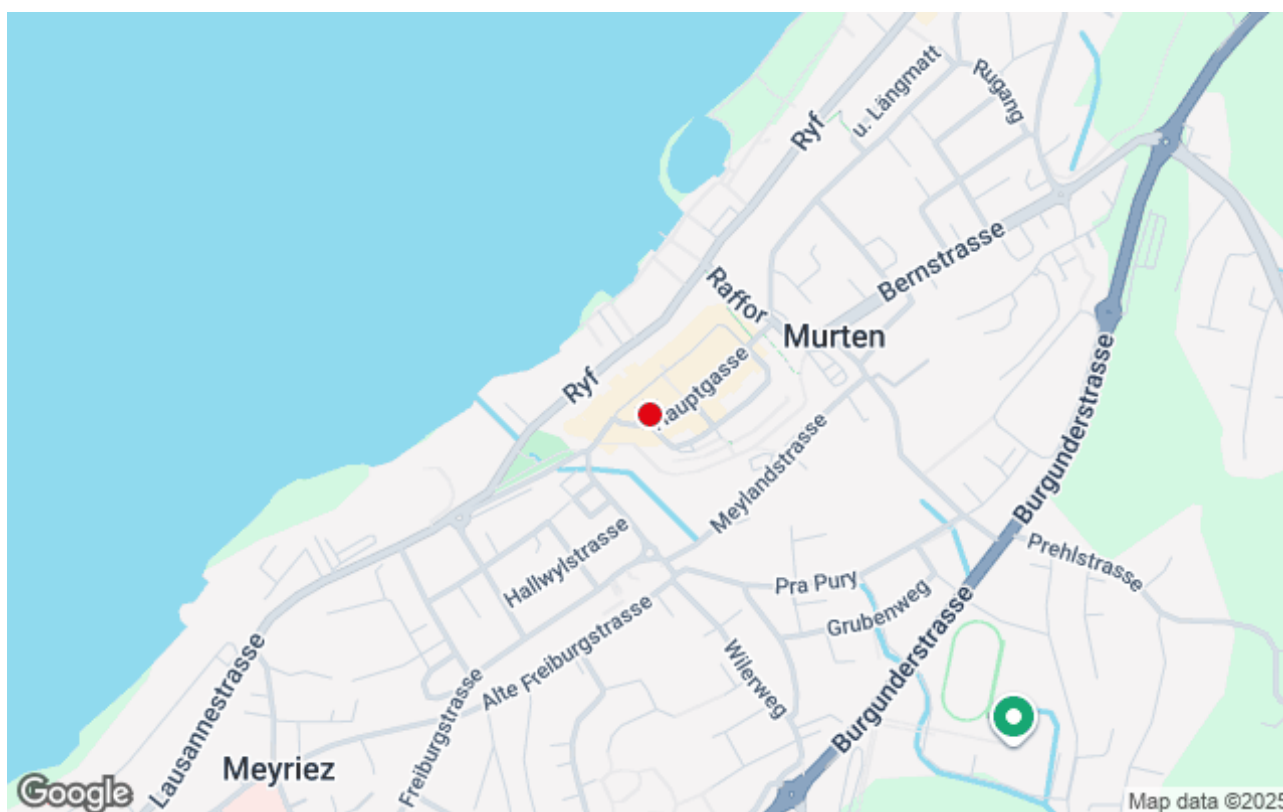 Rugang
u. Längmatt
Ryf
Bernstrasse
Raffor
Murten
Hauptgasse
Ryf
Burgunderstrasse
Meylandstrasse
Prehlstrasse
Hallwylstrasse
Pra Pury
Grubenweg
Alte Freiburgstrasse
Wilerweg
Burgunderstrasse
Lausannestrasse
Freiburgstrasse
Meyriez
Google
Map data ©2025